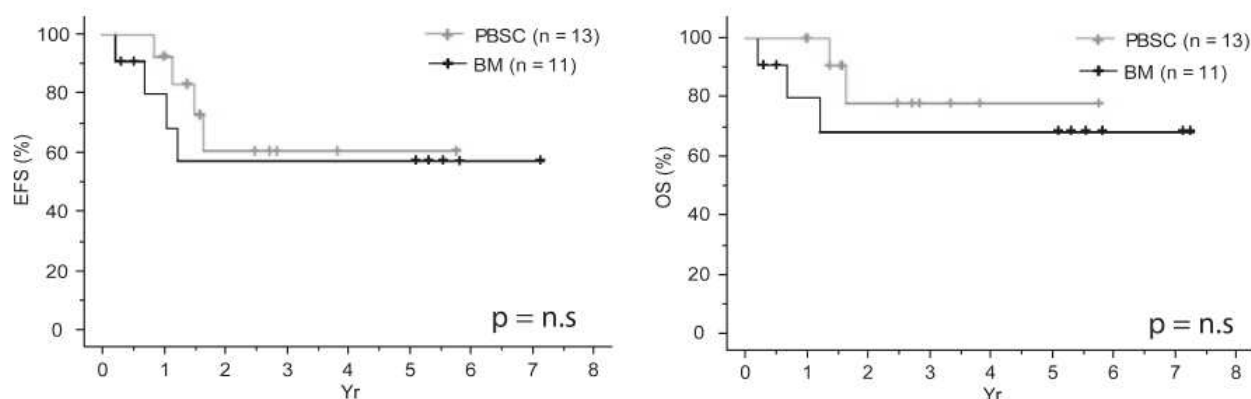 PBSC (n = 13)
BM (n = 11)
100
80
60
40
20
0
EFS (%)
p = n.s
0 1 2 3 4 5 6 7 8
Yr
PBSC (n = 13)
BM (n = 11)
100
80
60
40
20
0
OS (%)
p = n.s
0 1 2 3 4 5 6 7 8
Yr